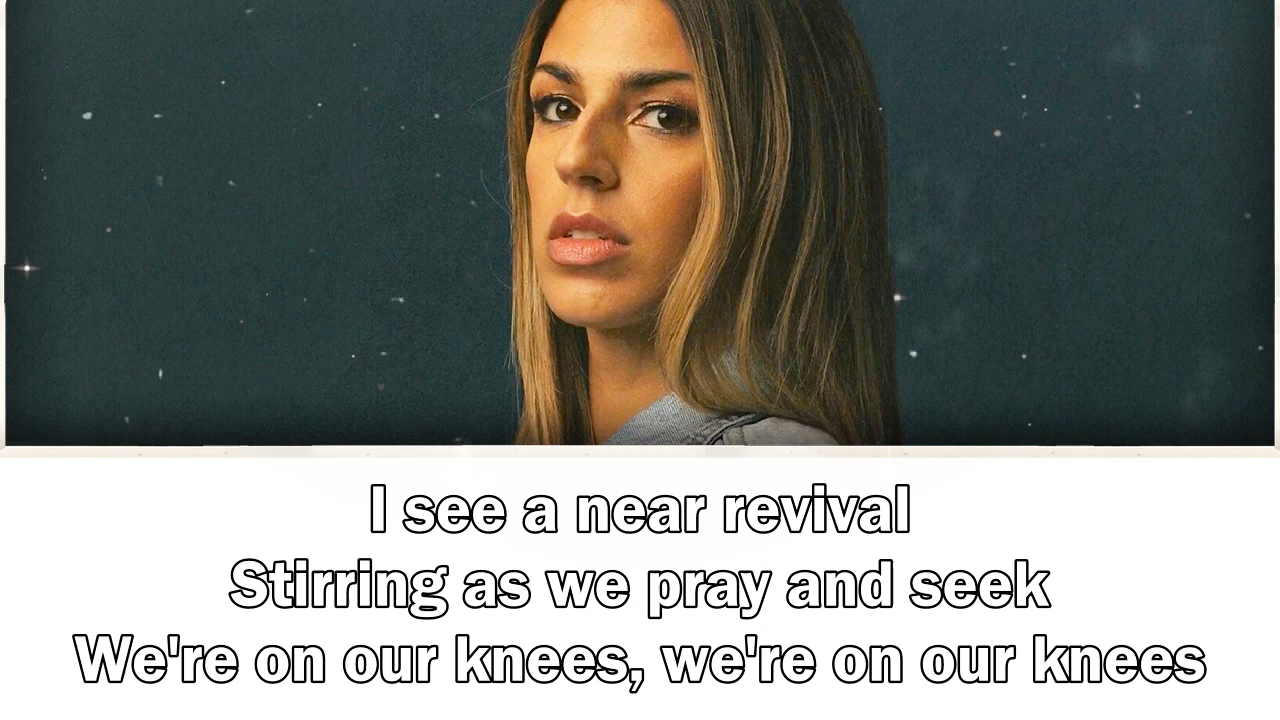 I see a near revival
Stirring as we pray and seek
We're on our knees, we're on our knees